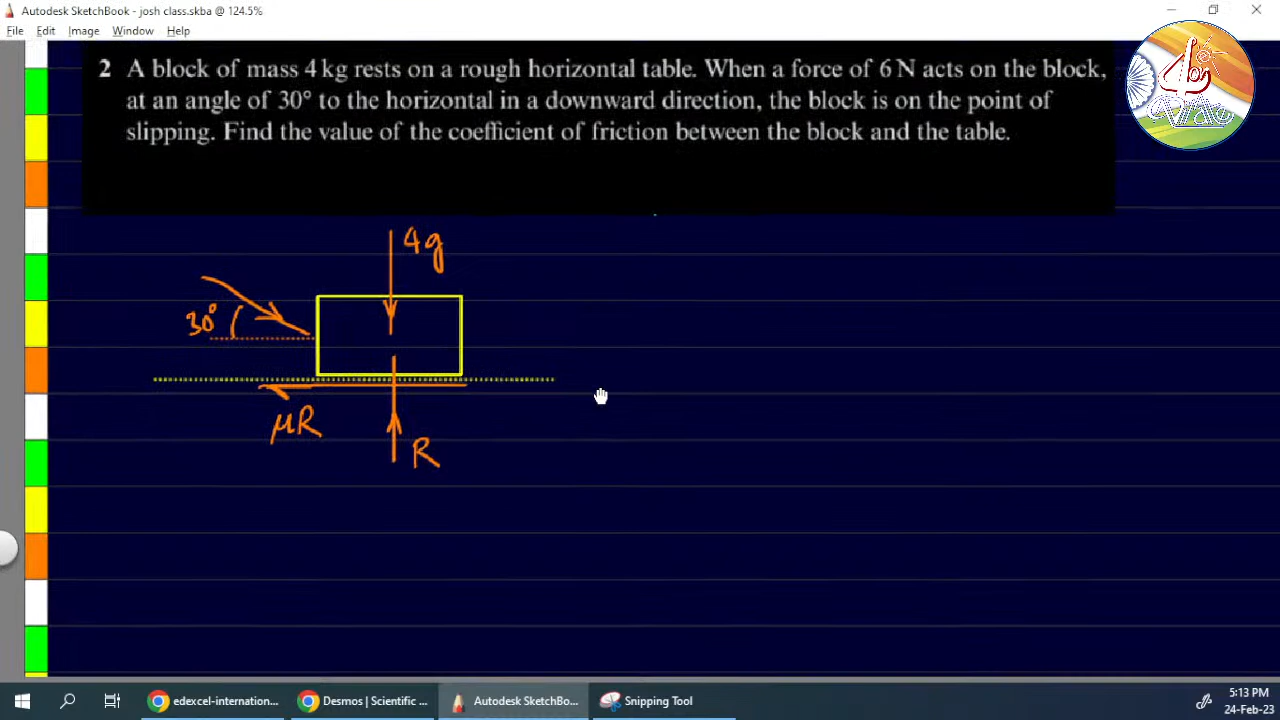 Autodesk SketchBook - josh class.skba @ 124.5%
File Edit Image Window Help
2 A block of mass 4 kg rests on a rough horizontal table. When a force of 6 N acts on the block,
at an angle of 30° to the horizontal in a downward direction, the block is on the point of
slipping. Find the value of the coefficient of friction between the block and the table.
4g
30°
μR
R
edexcel-internation...
Desmos | Scientific ...
Autodesk SketchBo...
Snipping Tool
5:13 PM
24-Feb-23